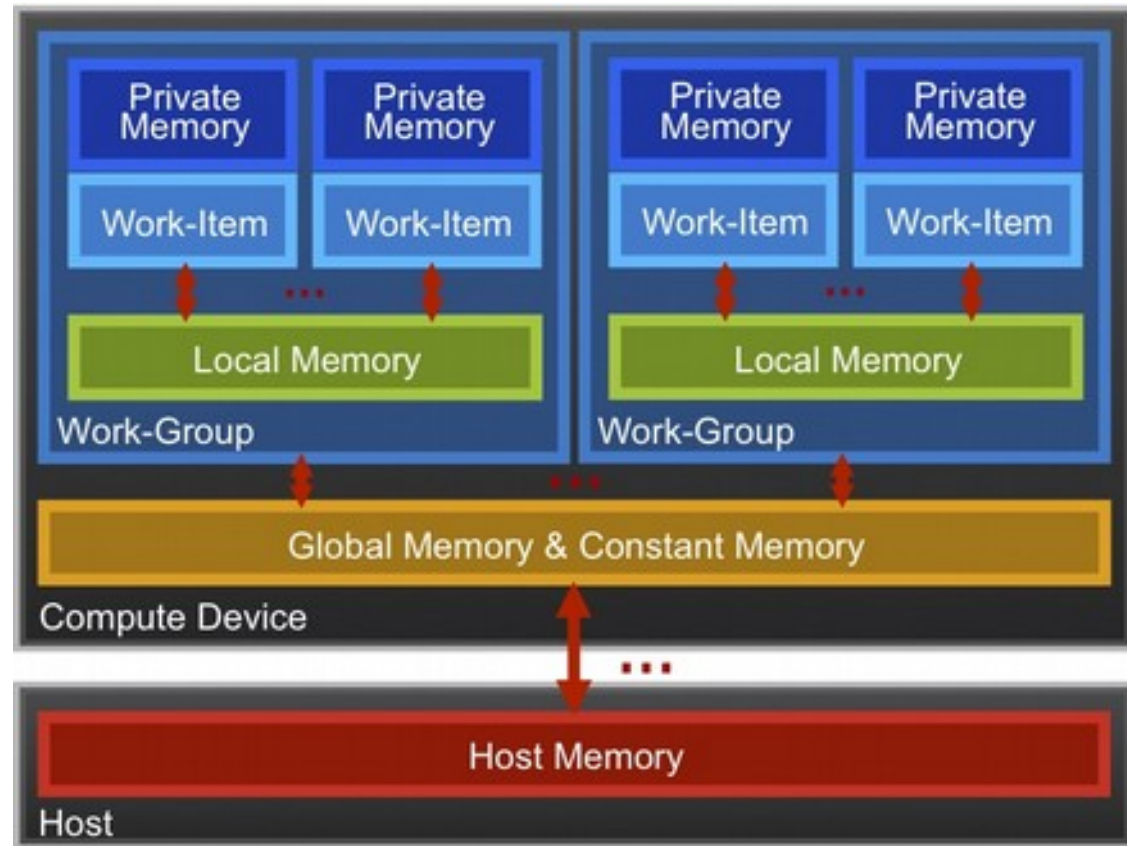 Private Memory
Private Memory
Private Memory
Private Memory
Work-Item
Work-Item
Work-Item
Work-Item
...
...
Local Memory
Local Memory
Work-Group
Work-Group
...
Global Memory & Constant Memory
Compute Device
...
Host Memory
Host